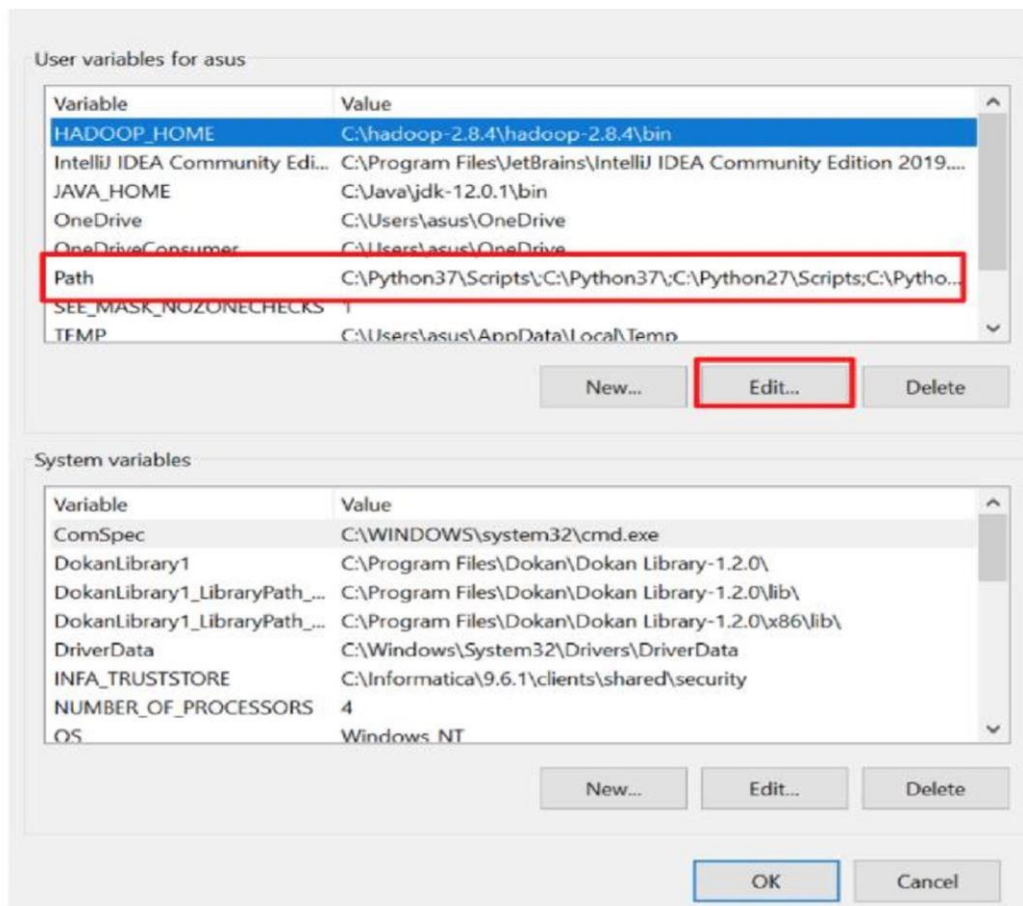 User variables for asus
Variable Value
HADOOP_HOME C:\hadoop-2.8.4\hadoop-2.8.4\bin
IntelliJ IDEA Community Edi... C:\Program Files\JetBrains\IntelliJ IDEA Community Edition 2019....
JAVA_HOME C:\Java\jdk-12.0.1\bin
OneDrive C:\Users\asus\OneDrive
OneDriveConsumer C:\Users\asus\OneDrive
Path C:\Python37\Scripts\;C:\Python37\;C:\Python27\Scripts;C:\Pytho...
SEE_MASK_NOZONECHECKS 1
TEMP C:\Users\asus\AppData\Local\Temp
New... Edit... Delete
System variables
Variable Value
ComSpec C:\WINDOWS\system32\cmd.exe
DokanLibrary1 C:\Program Files\Dokan\Dokan Library-1.2.0\
DokanLibrary1_LibraryPath_... C:\Program Files\Dokan\Dokan Library-1.2.0\lib\
DokanLibrary1_LibraryPath_... C:\Program Files\Dokan\Dokan Library-1.2.0\x86\lib\
DriverData C:\Windows\System32\Drivers\DriverData
INFA_TRUSTSTORE C:\Informatica\9.6.1\clients\shared\security
NUMBER_OF_PROCESSORS 4
OS Windows_NT
New... Edit... Delete
OK Cancel